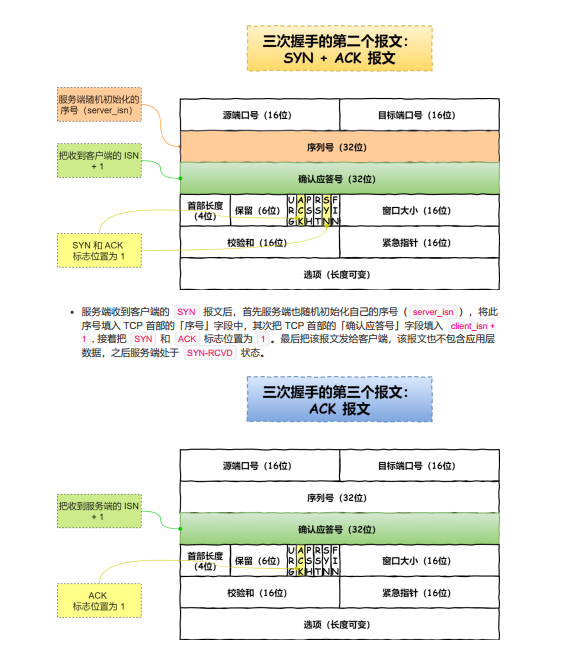 三次握手的第二个报文：
SYN + ACK 报文
服务端随机初始化的
序号（server_isn）
源端口号（16位）
目标端口号（16位）
序列号（32位）
把收到客户端的 ISN
+ 1
确认应答号（32位）
首部长度
（4位）
保留（6位）
URG
ACK
PSH
RST
SYN
FIN
窗口大小（16位）
SYN 和 ACK
标志位置为 1
校验和（16位）
紧急指针（16位）
选项（长度可变）
• 服务端收到客户端的 SYN 报文后，首先服务端也随机初始化自己的序号（ server_isn ），将此
序号填入 TCP 首部的「序号」字段中，其次把 TCP 首部的「确认应答号」字段填入 client_isn +
1 , 接着把 SYN 和 ACK 标志位置为 1 。最后把该报文发给客户端，该报文也不包含应用层
数据，之后服务端处于 SYN-RCVD 状态。
三次握手的第三个报文：
ACK 报文
源端口号（16位）
目标端口号（16位）
序列号（32位）
把收到服务端的 ISN
+ 1
确认应答号（32位）
首部长度
（4位）
保留（6位）
URG
ACK
PSH
RST
SYN
FIN
窗口大小（16位）
ACK
标志位置为 1
校验和（16位）
紧急指针（16位）
选项（长度可变）